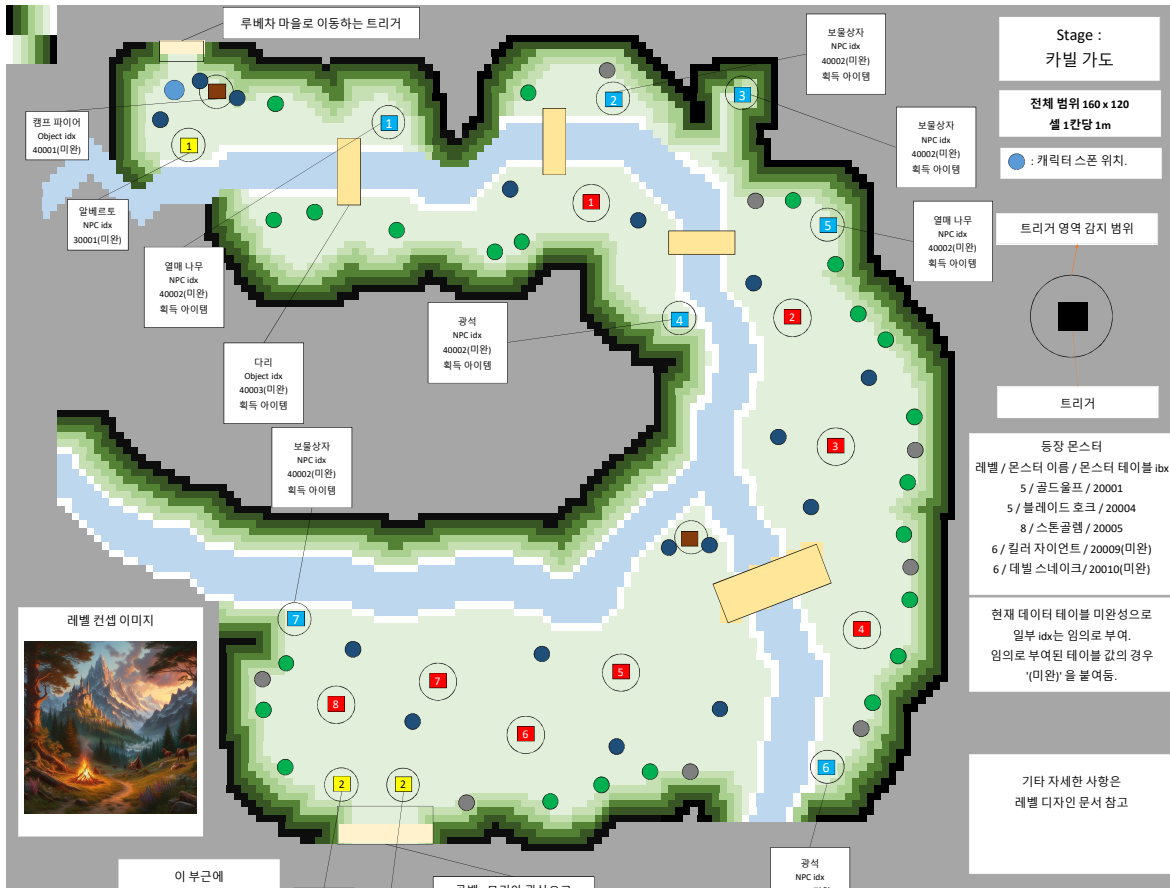 루베차 마을로 이동하는 트리거
보물상자
NPC idx
40002(미완)
획득 아이템
Stage :
카빌 가도
전체 범위 160 x 120
셀 1칸당 1m
: 캐릭터 스폰 위치.
캠프 파이어
Object idx
40001(미완)
1
2
3
1
보물상자
NPC idx
40002(미완)
획득 아이템
알베르토
NPC idx
30001(미완)
1
5
열매 나무
NPC idx
40002(미완)
획득 아이템
트리거 영역 감지 범위
열매 나무
NPC idx
40002(미완)
획득 아이템
광석
NPC idx
40002(미완)
획득 아이템
4
2
다리
Object idx
40003(미완)
획득 아이템
트리거
보물상자
NPC idx
40002(미완)
획득 아이템
3
등장 몬스터
레벨 / 몬스터 이름 / 몬스터 테이블 ibx
5 / 골드울프 / 20001
5 / 블레이드 호크 / 20004
8 / 스톤골렘 / 20005
6 / 킬러 자이언트 / 20009(미완)
6 / 데빌 스네이크/ 20010(미완)
현재 데이터 테이블 미완성으로
일부 idx는 임의로 부여.
임의로 부여된 테이블 값의 경우
'(미완)' 을 붙여둠.
레벨 컨셉 이미지
7
4
5
7
8
6
2
2
6
기타 자세한 사항은
레벨 디자인 문서 참고
이 부근에
광석
NPC idx